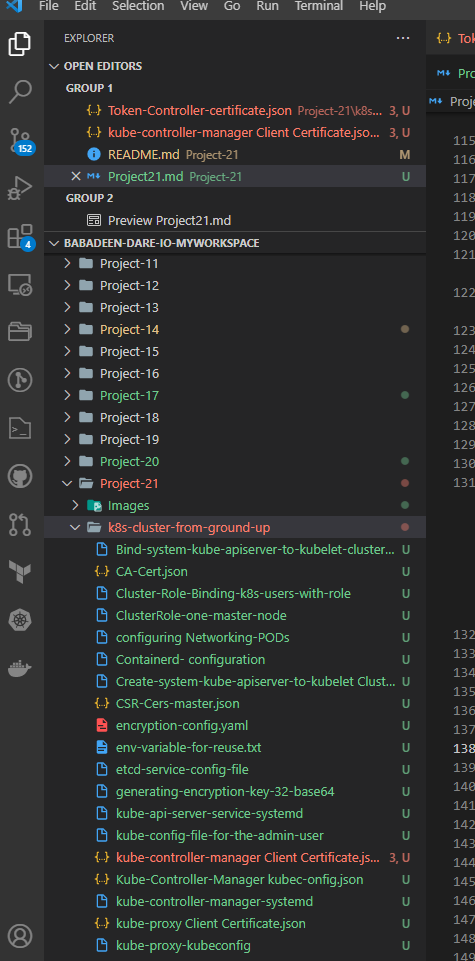 File Edit Selection View Go Run Terminal Help
EXPLORER
Tok
OPEN EDITORS
Pro
GROUP 1
Proje
Token-Controller-certificate.json Project-21\k8s... 3, U
kube-controller-manager Client Certificate.jso... 3, U
README.md Project-21 M
Project21.md Project-21 U
GROUP 2
Preview Project21.md
BABADEEN-DARE-IO-MYWORKSPACE
Project-11
Project-12
Project-13
Project-14
Project-15
Project-16
Project-17
Project-18
Project-19
Project-20
Project-21
Images
k8s-cluster-from-ground-up
Bind-system-kube-apiserver-to-kubelet-cluster... U
CA-Cert.json U
Cluster-Role-Binding-k8s-users-with-role U
ClusterRole-one-master-node U
configuring Networking-PODs U
Containerd- configuration U
Create-system-kube-apiserver-to-kubelet Clust... U
CSR-Cers-master.json U
encryption-config.yaml U
env-variable-for-reuse.txt U
etcd-service-config-file U
generating-encryption-key-32-base64 U
kube-api-server-service-systemd U
kube-config-file-for-the-admin-user U
kube-controller-manager Client Certificate.js... 3, U
Kube-Controller-Manager kubec-onfig.json U
kube-controller-manager-systemd U
kube-proxy Client Certificate.json U
kube-proxy-kubeconfig U
152
4
115
116
117
118
119
120
121
122
123
124
125
126
127
128
129
130
131
132
133
134
135
136
137
138
139
140
141
142
143
144
145
146
147
148
149